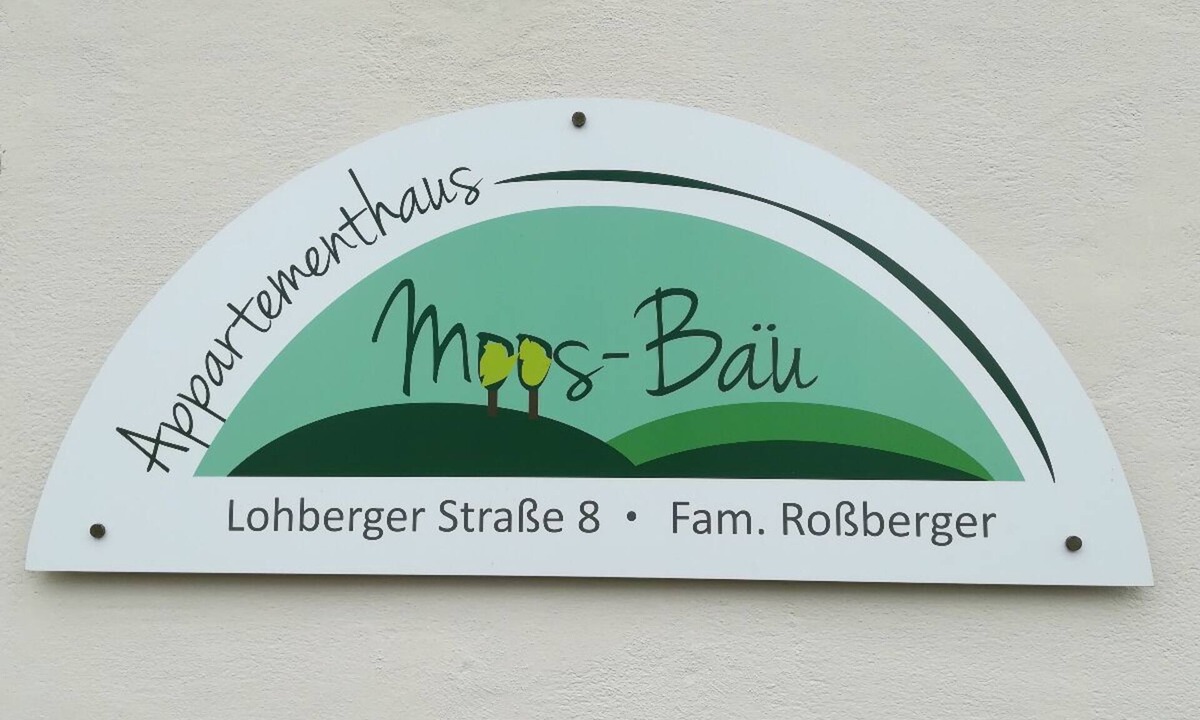 Appartementhaus
Moos-Bäu
Lohberger Straße 8 • Fam. Roßberger